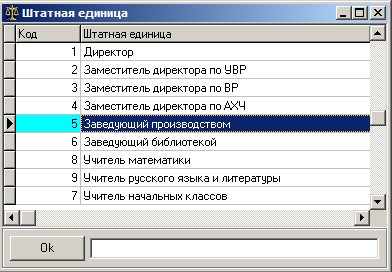 Штатная единица
Код Штатная единица
1 Директор
2 Заместитель директора по УВР
3 Заместитель директора по ВР
4 Заместитель директора по АХЧ
5 Заведующий производством
6 Заведующий библиотекой
8 Учитель математики
9 Учитель русского языка и литературы
7 Учитель начальных классов
Ok